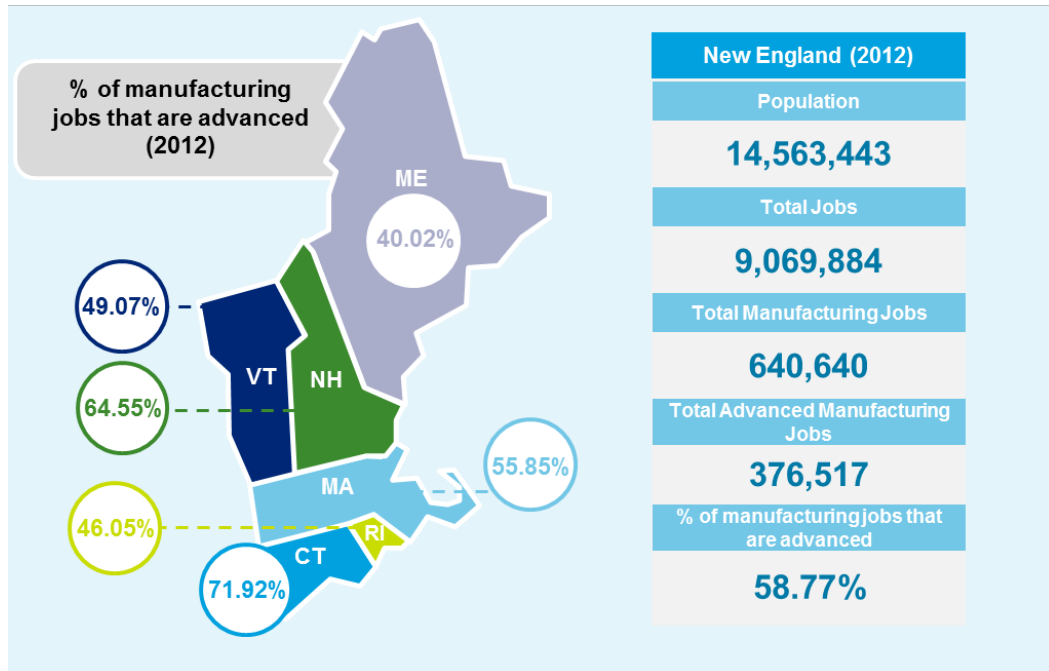 % of manufacturing
jobs that are advanced
(2012)
ME
40.02%
49.07%
VT
NH
64.55%
MA
55.85%
46.05%
RI
CT
71.92%
New England (2012)
Population
14,563,443
Total Jobs
9,069,884
Total Manufacturing Jobs
640,640
Total Advanced Manufacturing
Jobs
376,517
% of manufacturing jobs that
are advanced
58.77%